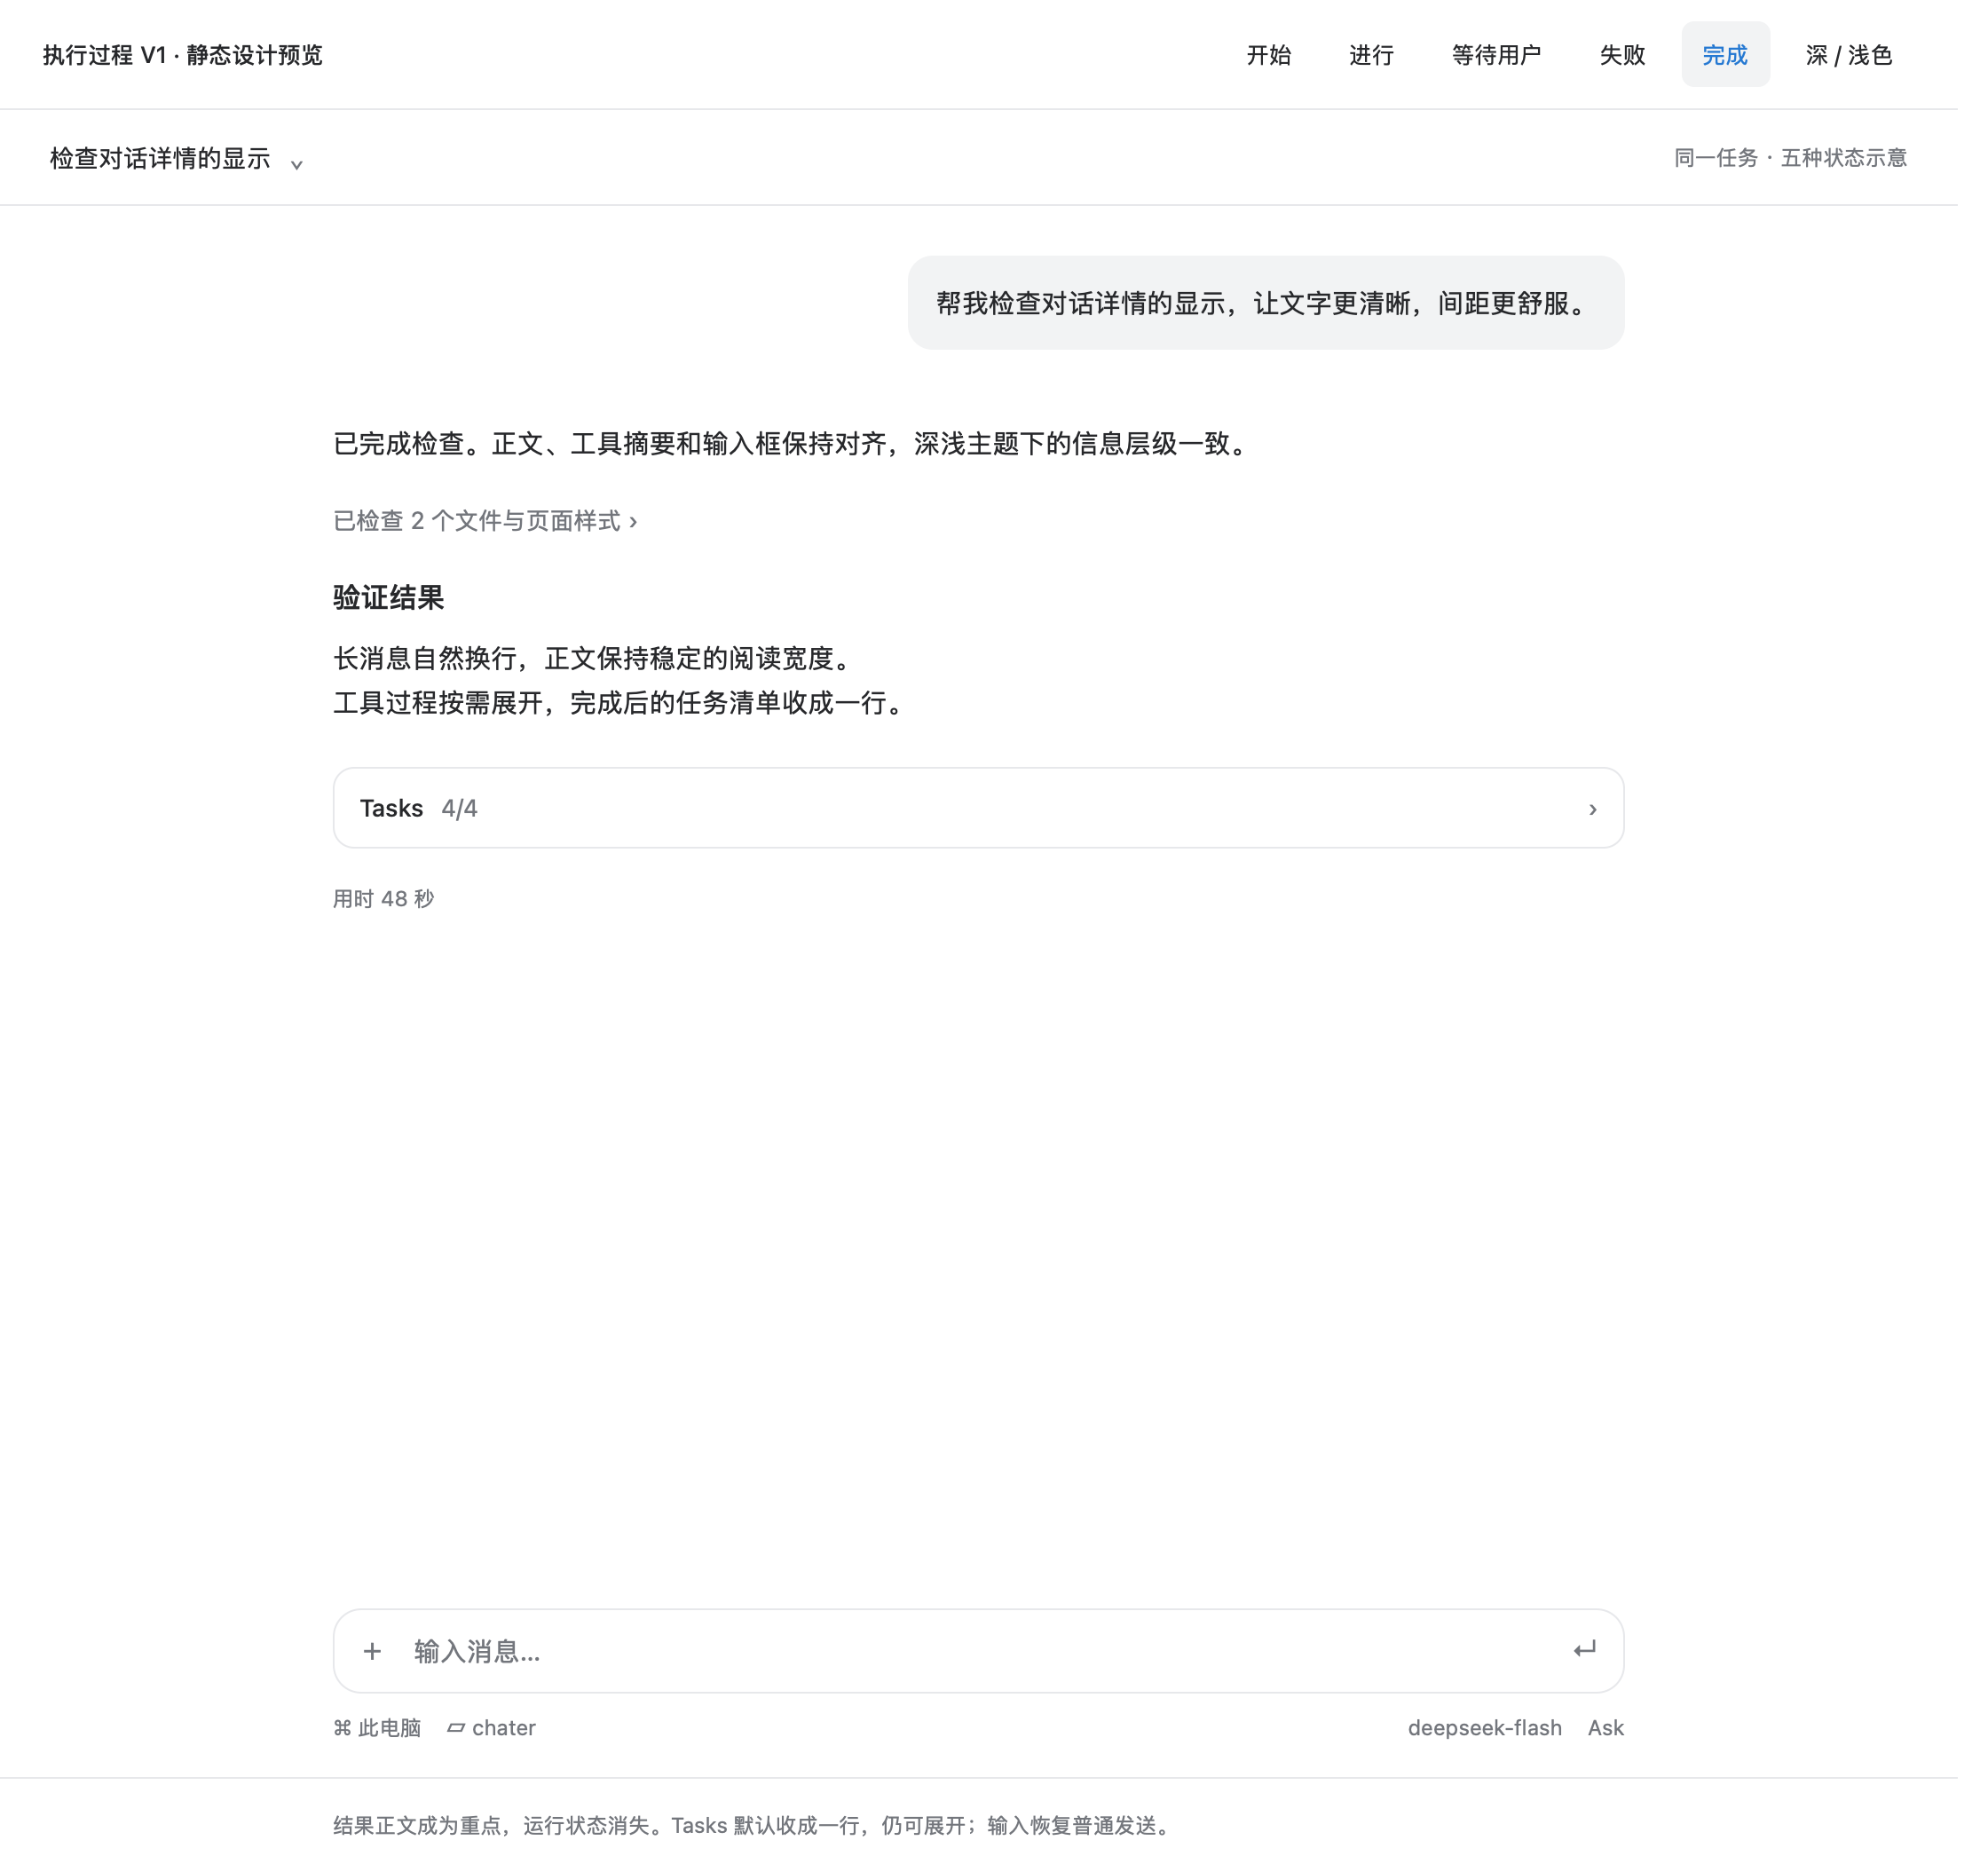 执行过程 V1 · 静态设计预览
开始 进行 等待用户 失败 完成 深 / 浅色
检查对话详情的显示
同一任务 · 五种状态示意
帮我检查对话详情的显示，让文字更清晰，间距更舒服。
已完成检查。正文、工具摘要和输入框保持对齐，深浅主题下的信息层级一致。
已检查 2 个文件与页面样式 ›
验证结果
长消息自然换行，正文保持稳定的阅读宽度。
工具过程按需展开，完成后的任务清单收成一行。
Tasks 4/4 ›
用时 48 秒
+ 输入消息...
⌘ 此电脑 ▱ chater
deepseek-flash Ask
结果正文成为重点，运行状态消失。Tasks 默认收成一行，仍可展开；输入恢复普通发送。